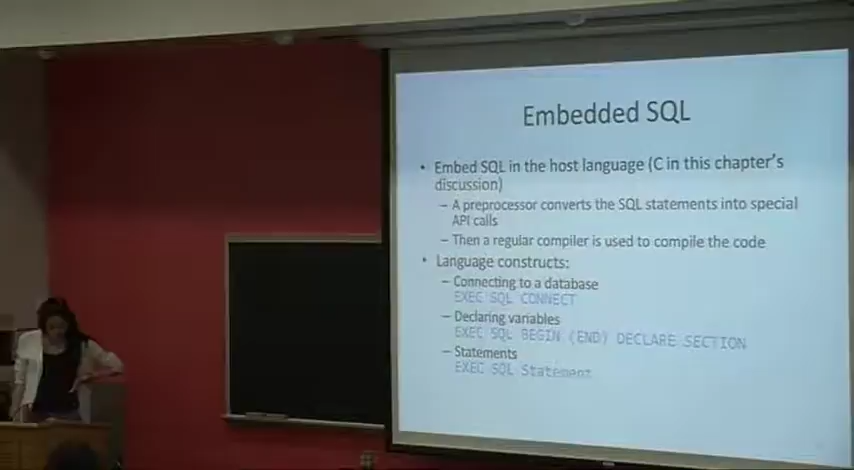 Embedded SQL
• Embed SQL in the host language (C in this chapter's
discussion)
– A preprocessor converts the SQL statements into special
API calls
– Then a regular compiler is used to compile the code
• Language constructs:
– Connecting to a database
EXEC SQL CONNECT
– Declaring variables
EXEC SQL BEGIN (END) DECLARE SECTION
– Statements
EXEC SQL Statement